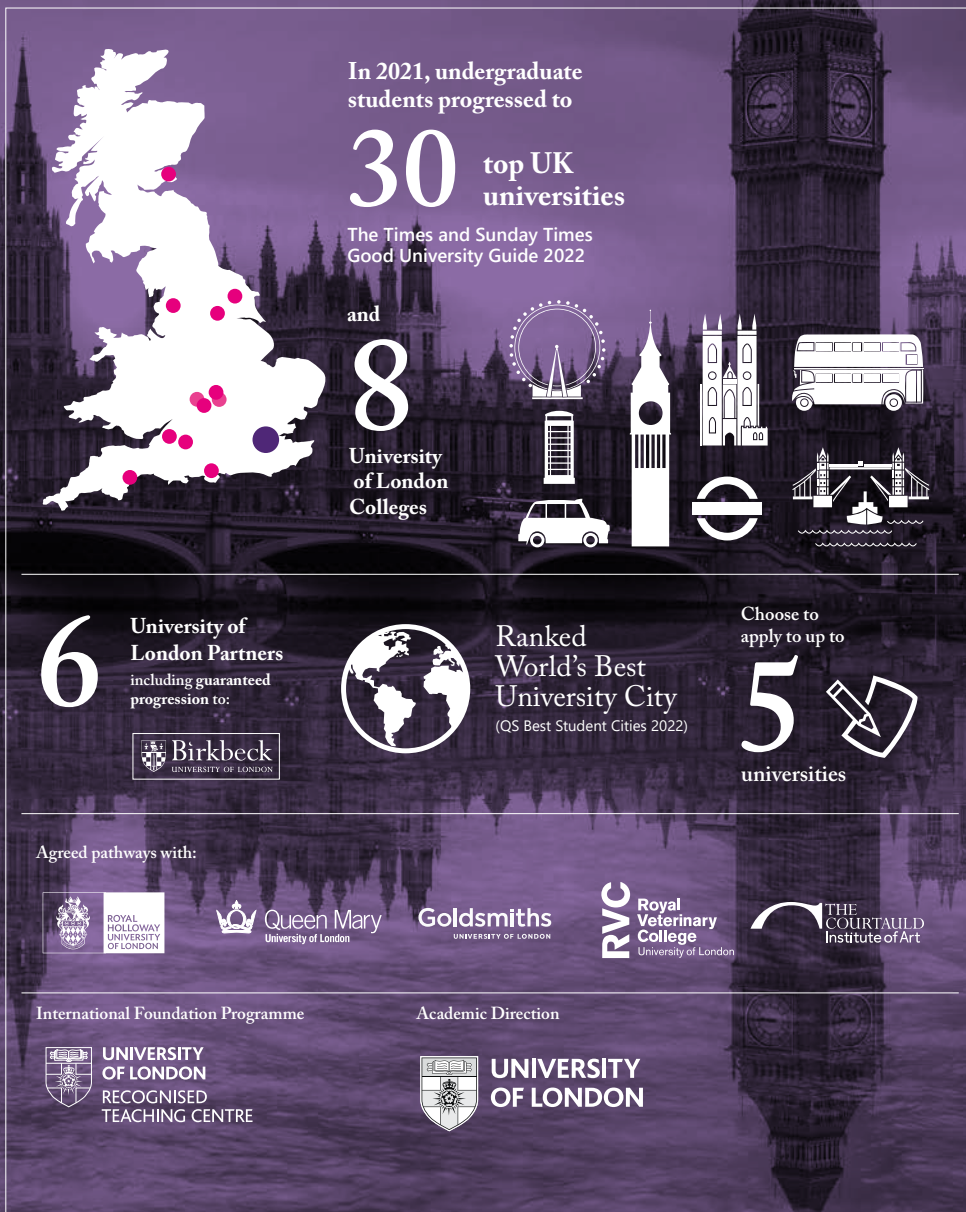 In 2021, undergraduate
students progressed to
30
top UK
universities
The Times and Sunday Times
Good University Guide 2022
and
8
University
of London
Colleges
6
University of
London Partners
including guaranteed
progression to:
Birkbeck
UNIVERSITY OF LONDON
Ranked
World's Best
University City
(QS Best Student Cities 2022)
Choose to
apply to up to
5
universities
Agreed pathways with:
ROYAL
HOLLOWAY
UNIVERSITY
OF LONDON
Queen Mary
University of London
Goldsmiths
UNIVERSITY OF LONDON
RVC
Royal
Veterinary
College
University of London
THE
COURTAULD
Institute of Art
International Foundation Programme
UNIVERSITY
OF LONDON
RECOGNISED
TEACHING CENTRE
Academic Direction
UNIVERSITY
OF LONDON